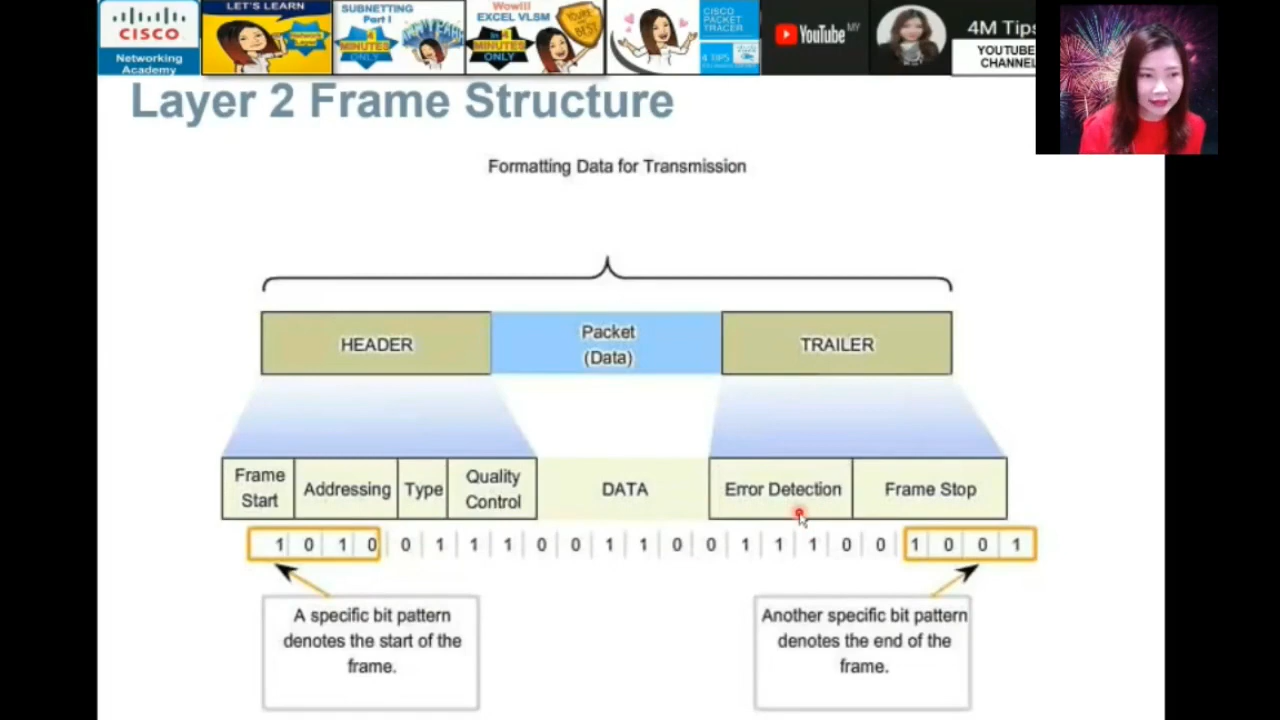 CISCO
Networking
Academy
LET'S LEARN
Network
Layer
SUBNETTING
Part I
4
MINUTES
ONLY
Wow!!!
EXCEL VLSM
In 4
MINUTES
ONLY
YOU'RE
THE
BEST
CISCO
PACKET
TRACER
4 TIPS
YouTube MY
4M Tips
YOUTUBE
CHANNEL
Layer 2 Frame Structure
Formatting Data for Transmission
HEADER
Packet
(Data)
TRAILER
Frame
Start
Addressing
Type
Quality
Control
DATA
Error Detection
Frame Stop
1 0 1 0 0 1 1 1 0 0 1 1 0 0 1 1 1 0 0 1 0 0 1
A specific bit pattern
denotes the start of the
frame.
Another specific bit pattern
denotes the end of the
frame.